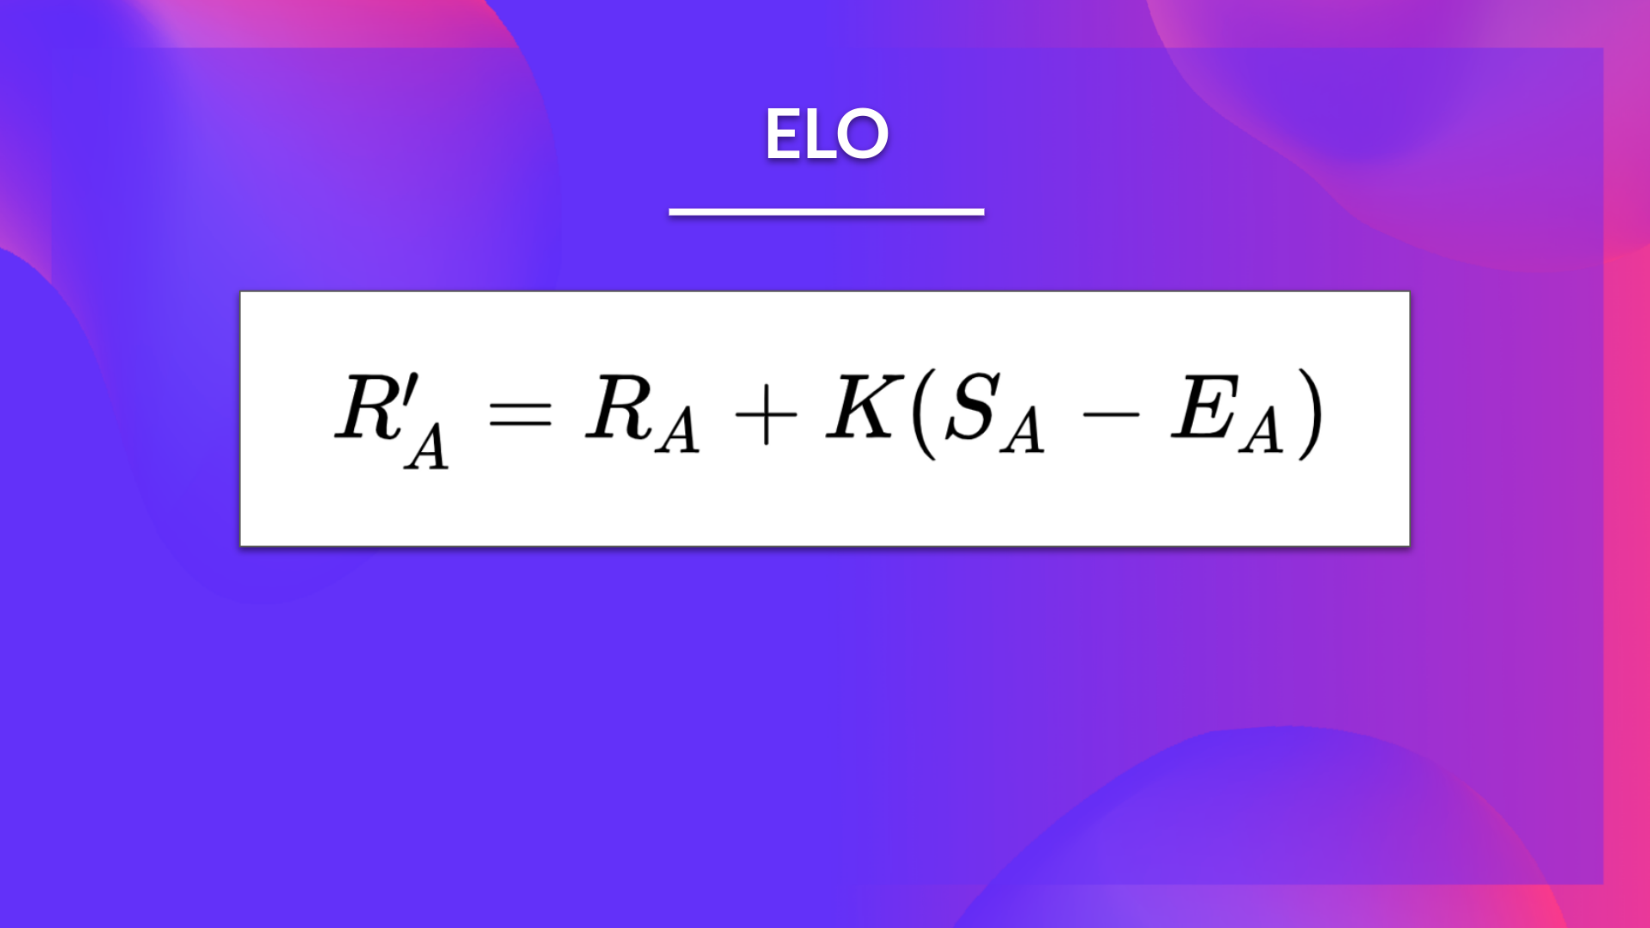 ELO
R′_A = R_A + K(S_A − E_A)